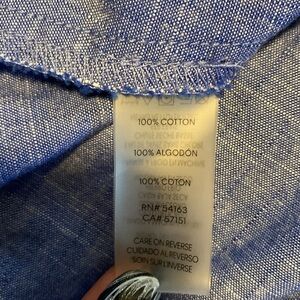 100% COTTON
100% ALGODÓN
100% COTON
RN# 54163
CA# 57151
CARE ON REVERSE
CUIDADO AL REVERSO
SOIN SUR L'INVERSE